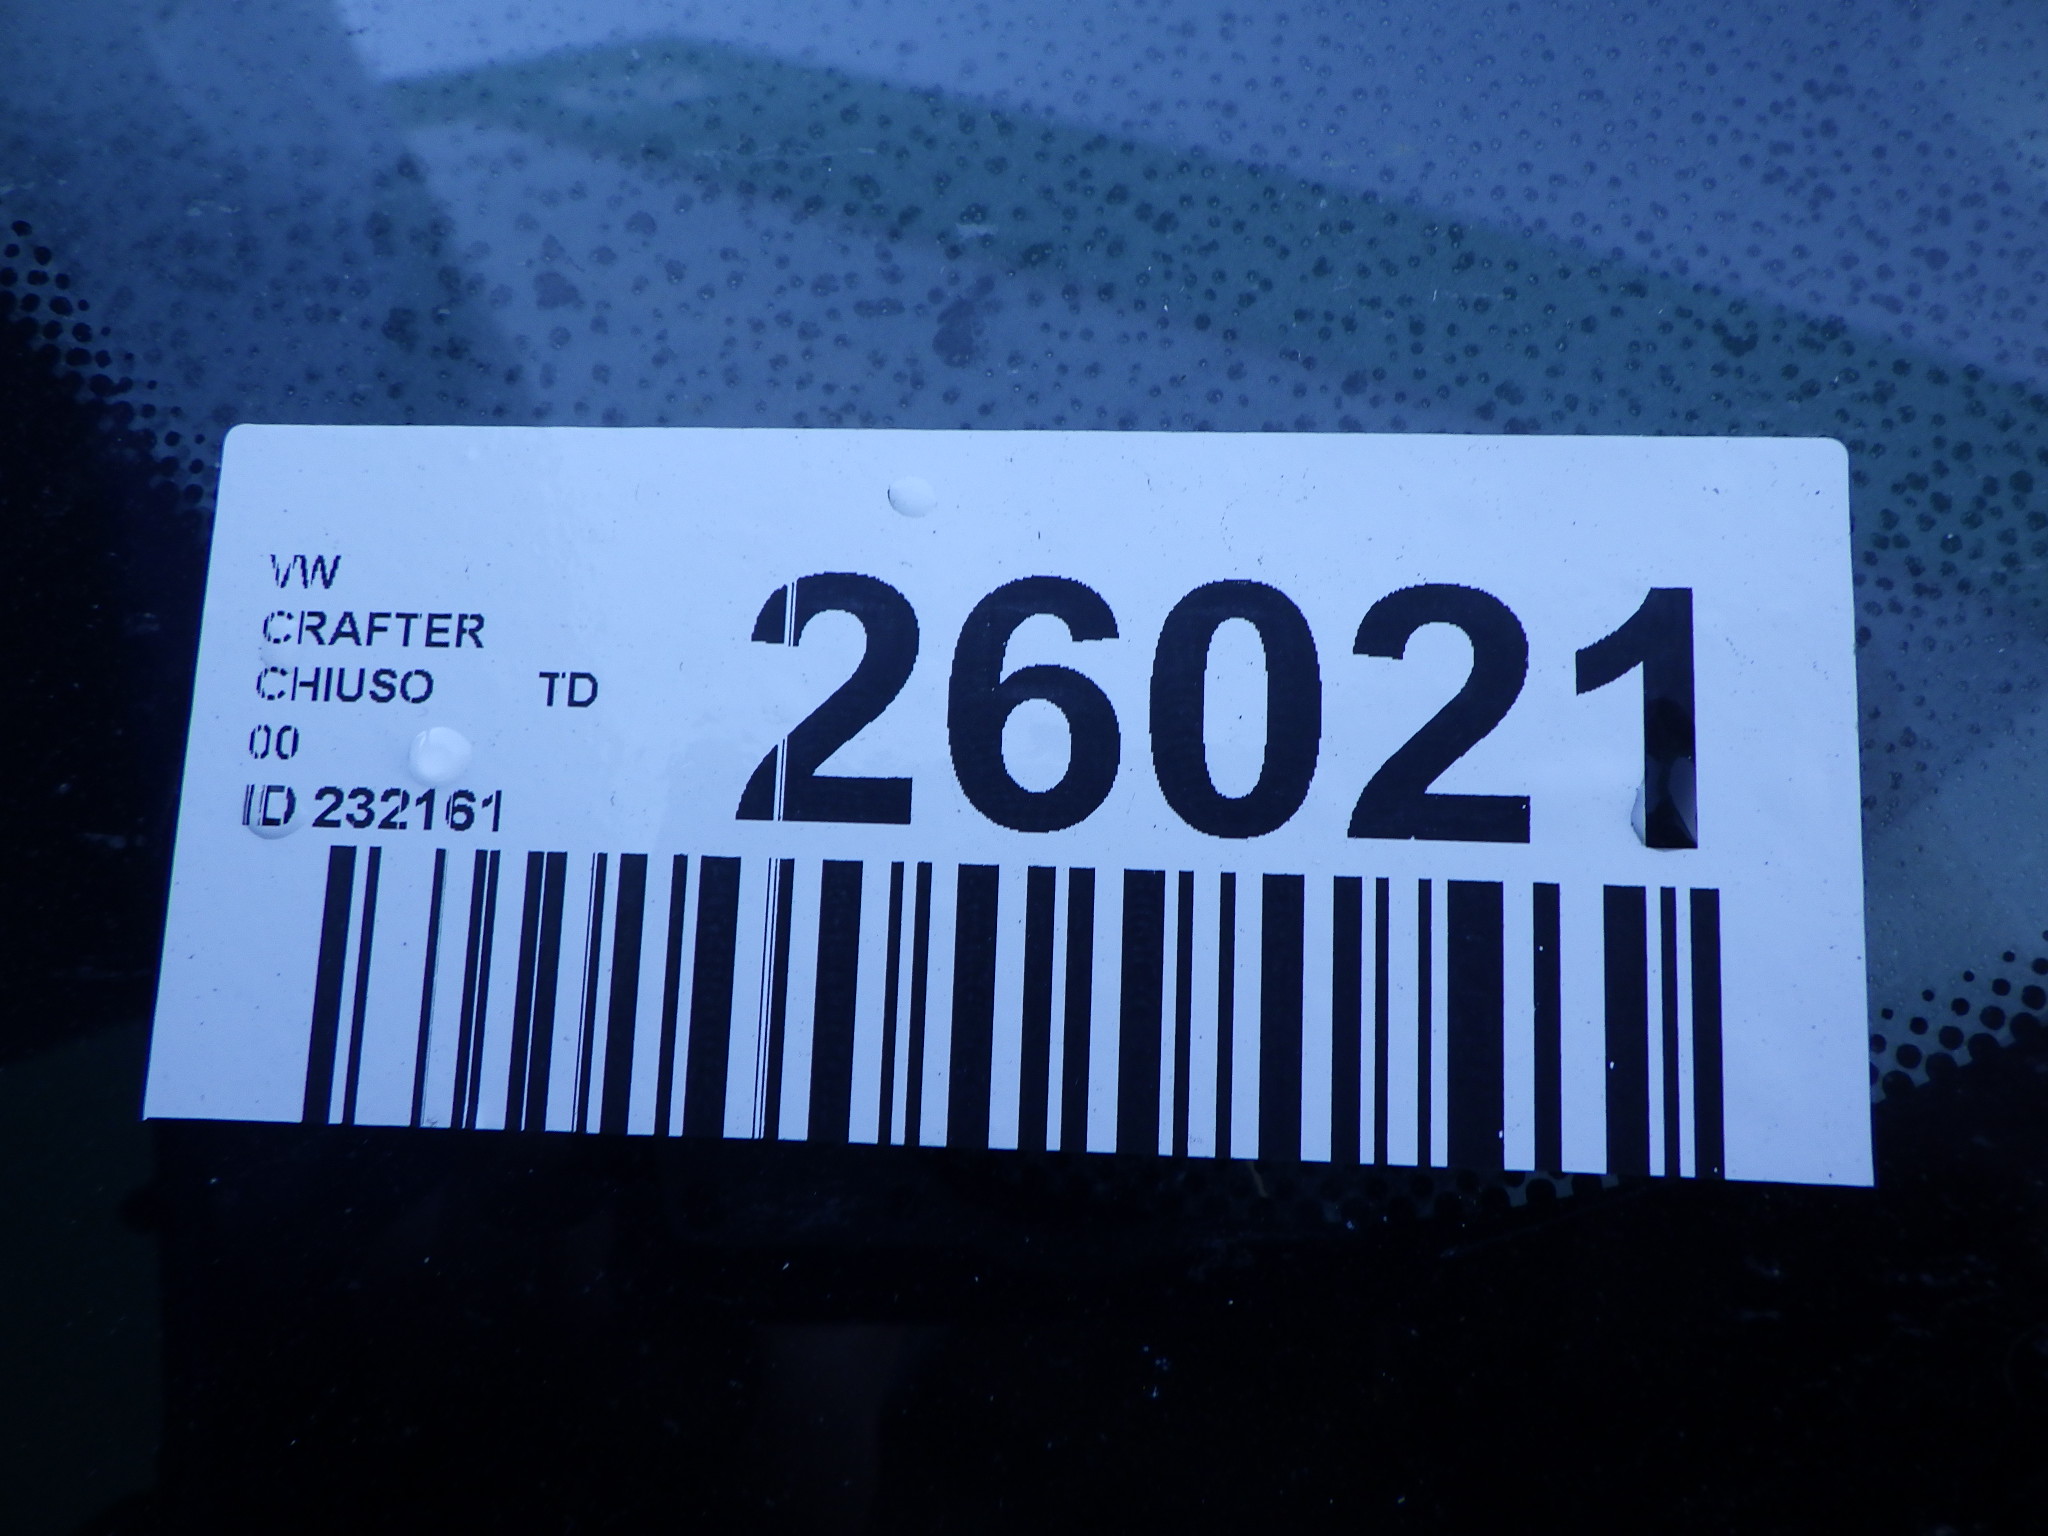 VW
CRAFTER
CHIUSO TD
00
ID 232161
26021